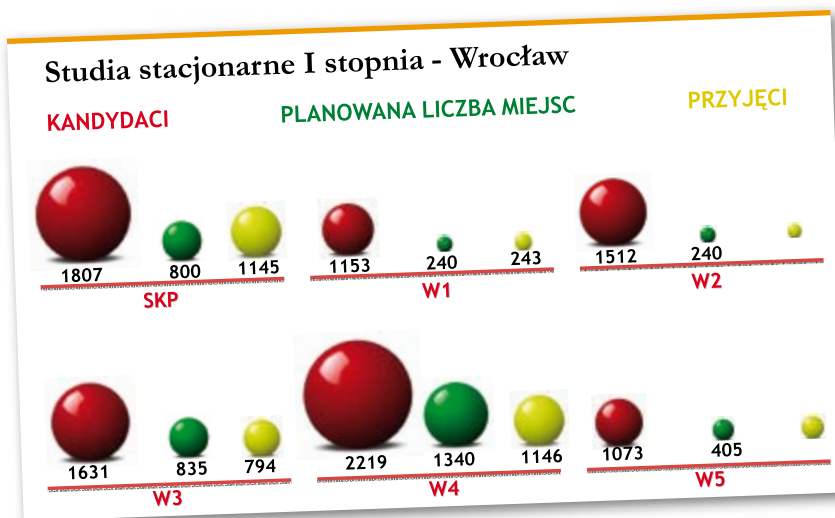 Studia stacjonarne I stopnia - Wrocław
KANDYDACI PLANOWANA LICZBA MIEJSC PRZYJĘCI
1807 800 1145
SKP
1153 240 243
W1
1512 240
W2
1631 835 794
W3
2219 1340 1146
W4
1073 405
W5